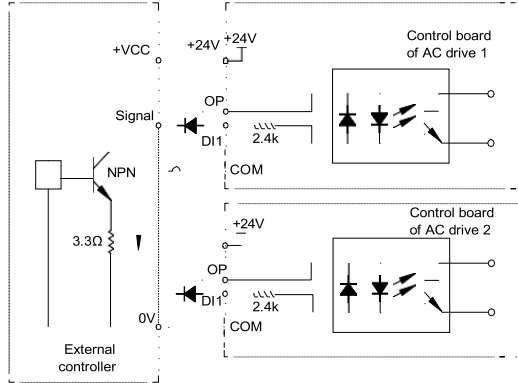 Control board
of AC drive 1
+VCC
+24V
+24V
OP
Signal
DI1
2.4k
COM
NPN
3.3Ω
Control board
of AC drive 2
+24V
OP
DI1
2.4k
COM
0V
External
controller